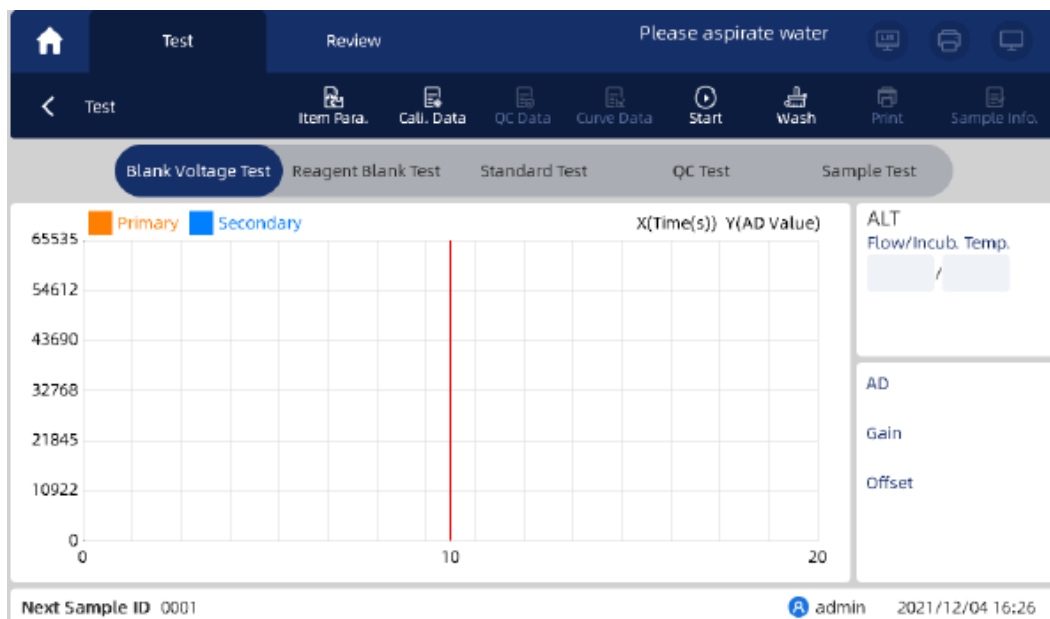 Test Review Please aspirate water LIS
Test Item Para. Cali. Data QC Data Curve Data Start Wash Print Sample Info.
Blank Voltage Test Reagent Blank Test Standard Test QC Test Sample Test
Primary Secondary X(Time(s)) Y(AD Value)
65535
54612
43690
32768
21845
10922
0
0 10 20
ALT
Flow/Incub. Temp.
/
AD
Gain
Offset
Next Sample ID 0001 admin 2021/12/04 16:26